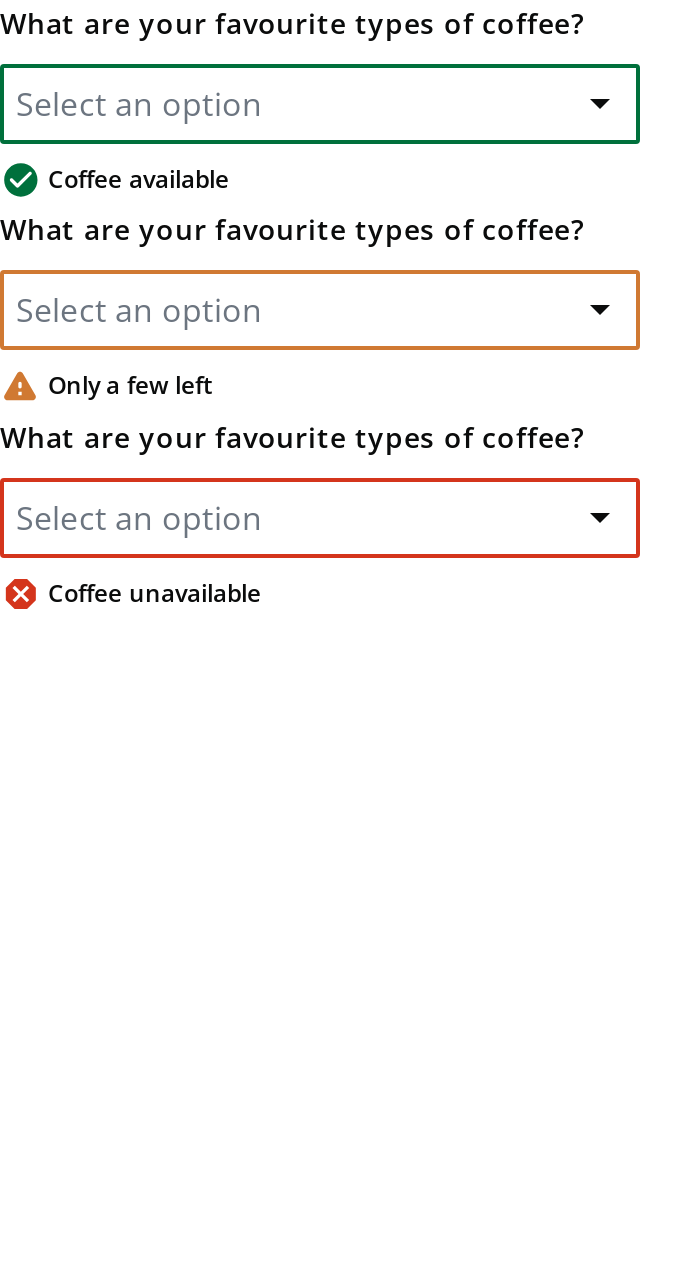 What are your favourite types of coffee?
Select an option
Coffee available
What are your favourite types of coffee?
Select an option
Only a few left
What are your favourite types of coffee?
Select an option
Coffee unavailable